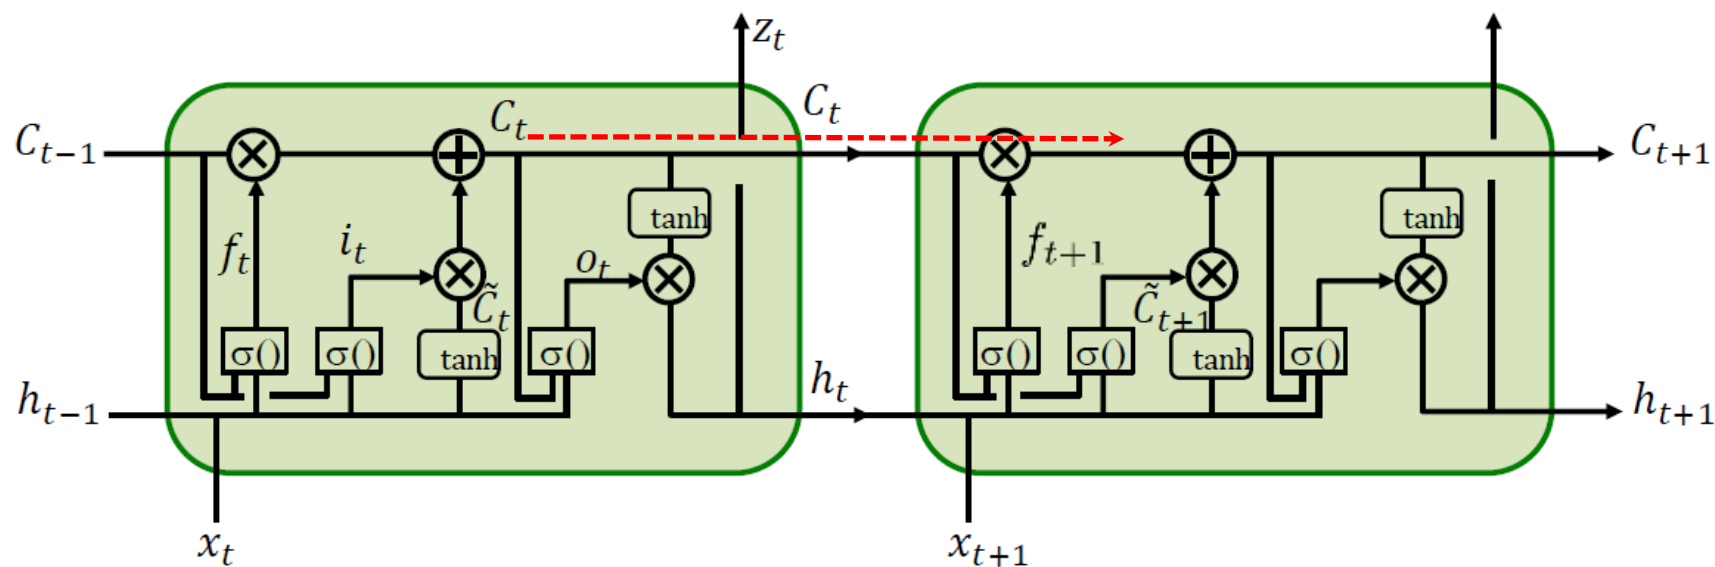 z_t
C_t
C_t
C_{t-1}
C_{t+1}
tanh
tanh
f_t
i_t
o_t
f_{t+1}
C̃_t
C̃_{t+1}
σ()
σ()
tanh
σ()
σ()
σ()
tanh
σ()
h_{t-1}
h_t
h_{t+1}
x_t
x_{t+1}